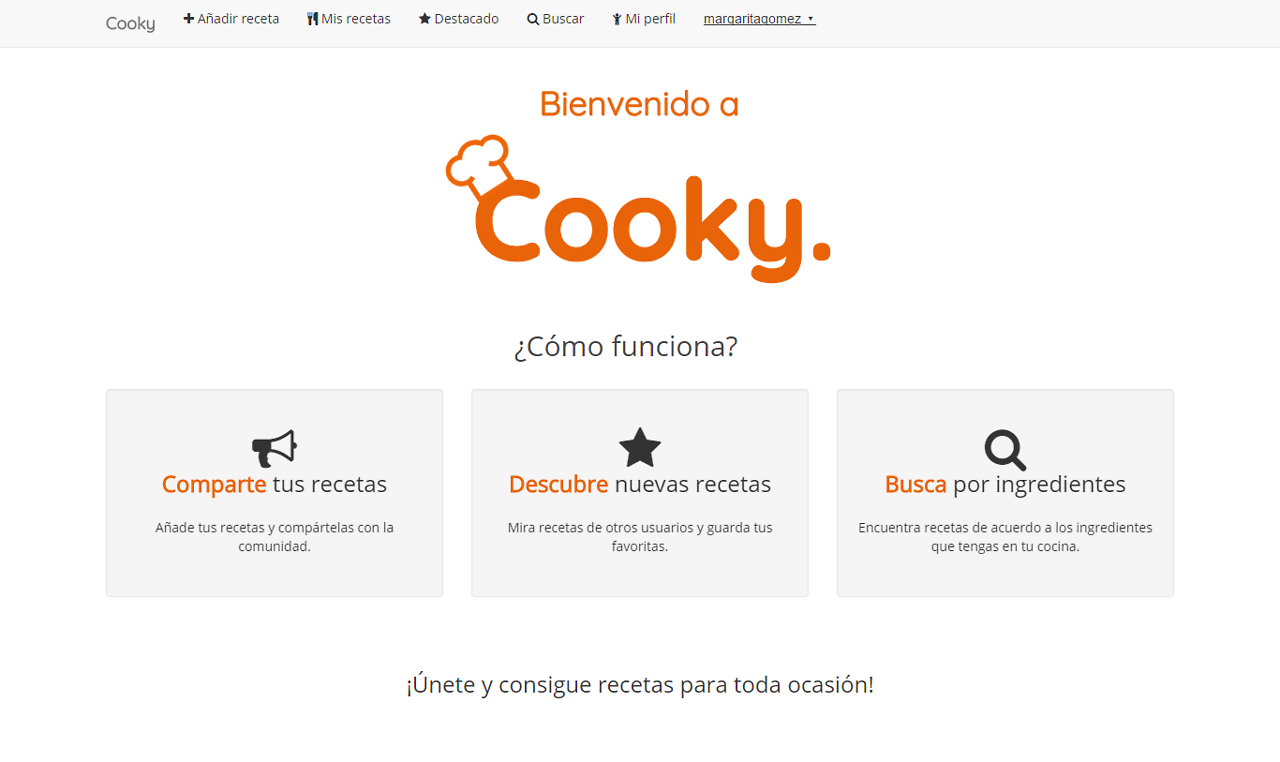 Cooky Añadir receta Mis recetas Destacado Buscar Mi perfil margaritagomez
Bienvenido a
Cooky.
¿Cómo funciona?
Comparte tus recetas
Añade tus recetas y compártelas con la
comunidad.
Descubre nuevas recetas
Mira recetas de otros usuarios y guarda tus
favoritas.
Busca por ingredientes
Encuentra recetas de acuerdo a los ingredientes
que tengas en tu cocina.
¡Únete y consigue recetas para toda ocasión!